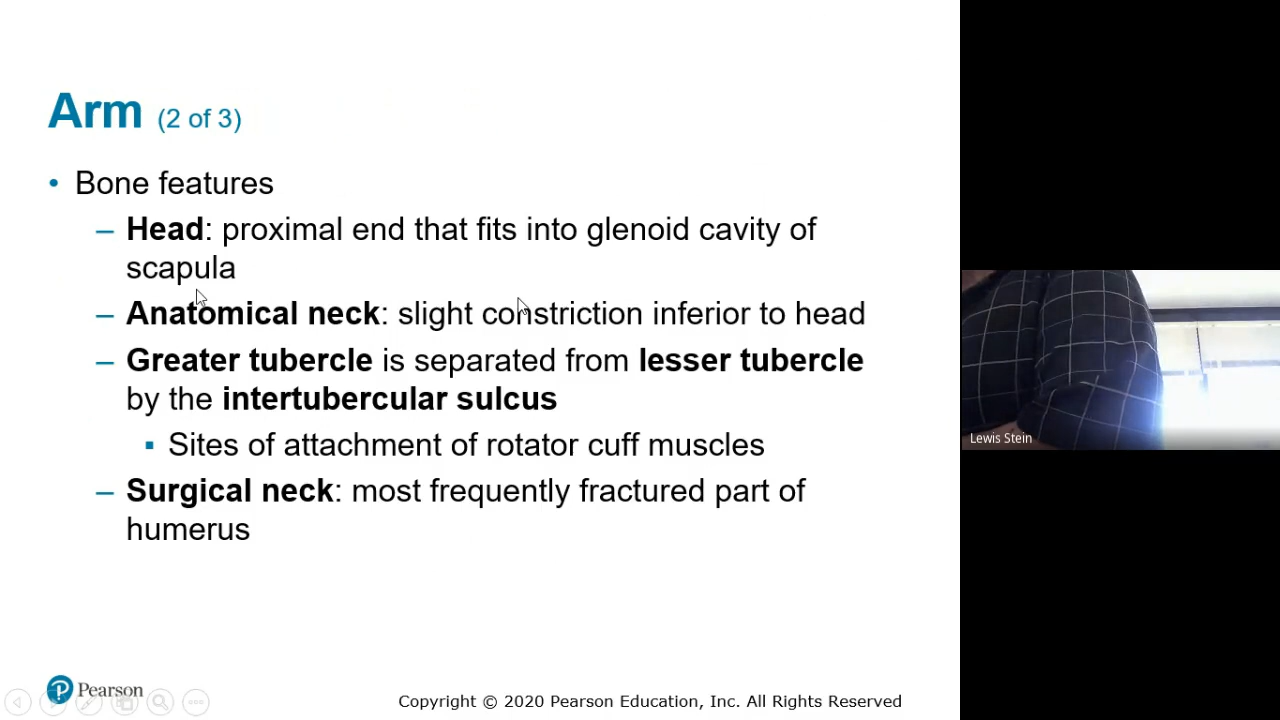 Arm (2 of 3)
• Bone features
– Head: proximal end that fits into glenoid cavity of
scapula
– Anatomical neck: slight constriction inferior to head
– Greater tubercle is separated from lesser tubercle
by the intertubercular sulcus
▪ Sites of attachment of rotator cuff muscles
– Surgical neck: most frequently fractured part of
humerus
Lewis Stein
Pearson
Copyright © 2020 Pearson Education, Inc. All Rights Reserved